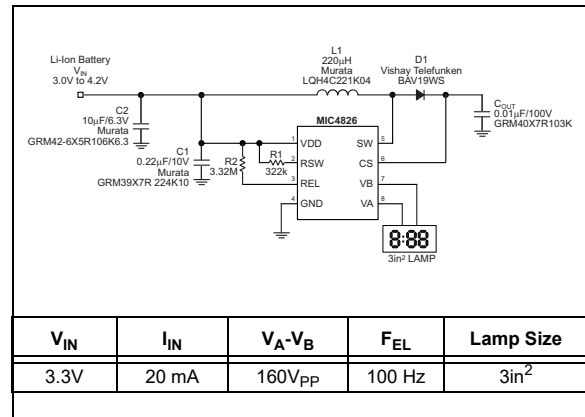 L1
220µH
Murata
LQH4C221K04
D1
Vishay Telefunken
BAV19WS
Li-Ion Battery
VIN
3.0V to 4.2V
COUT
0.01µF/100V
GRM40X7R103K
C2
10µF/6.3V
Murata
GRM42-6X5R106K6.3
C1
0.22µF/10V
Murata
GRM39X7R 224K10
R2
3.32M
R1
322k
MIC4826
1 VDD SW 5
2 RSW CS 6
3 REL VB 7
4 GND VA 8
8:88
3in2 LAMP
VIN IIN VA-VB FEL Lamp Size
3.3V 20 mA 160VPP 100 Hz 3in2